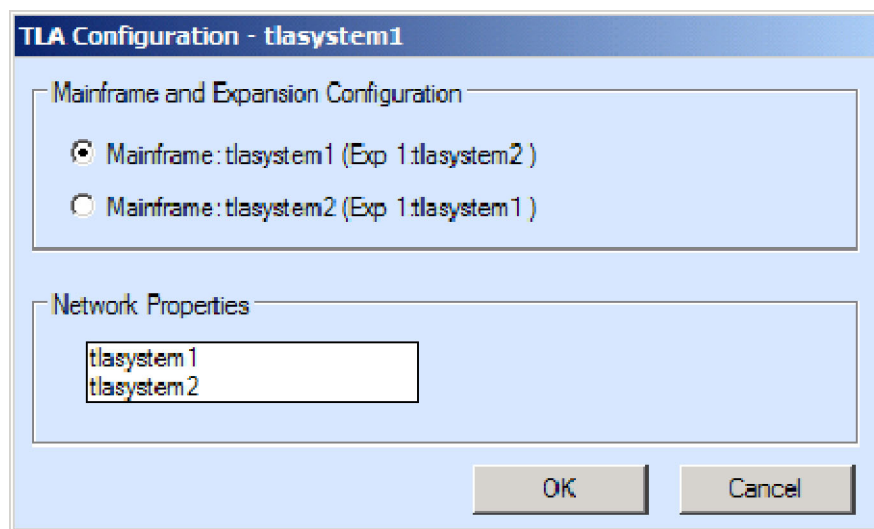 TLA Configuration - tlasystem1
Mainframe and Expansion Configuration
Mainframe: tlasystem1 (Exp 1:tlasystem2 )
Mainframe: tlasystem2 (Exp 1:tlasystem1 )
Network Properties
tlasystem1
tlasystem2
OK
Cancel